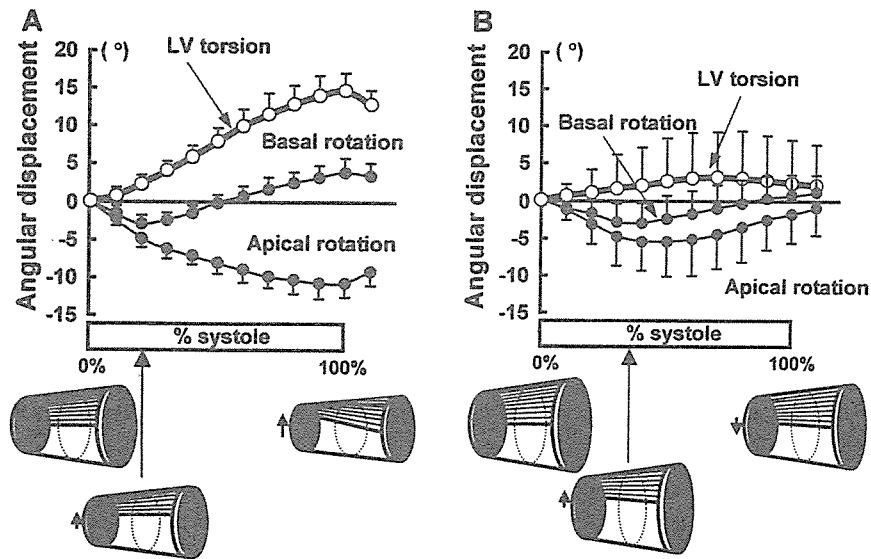 A
Angular displacement
(°)
20
15
10
5
0
-5
-10
-15
LV torsion
Basal rotation
Apical rotation
% systole
0%
100%
B
Angular displacement
(°)
20
15
10
5
0
-5
-10
-15
LV torsion
Basal rotation
Apical rotation
% systole
0%
100%